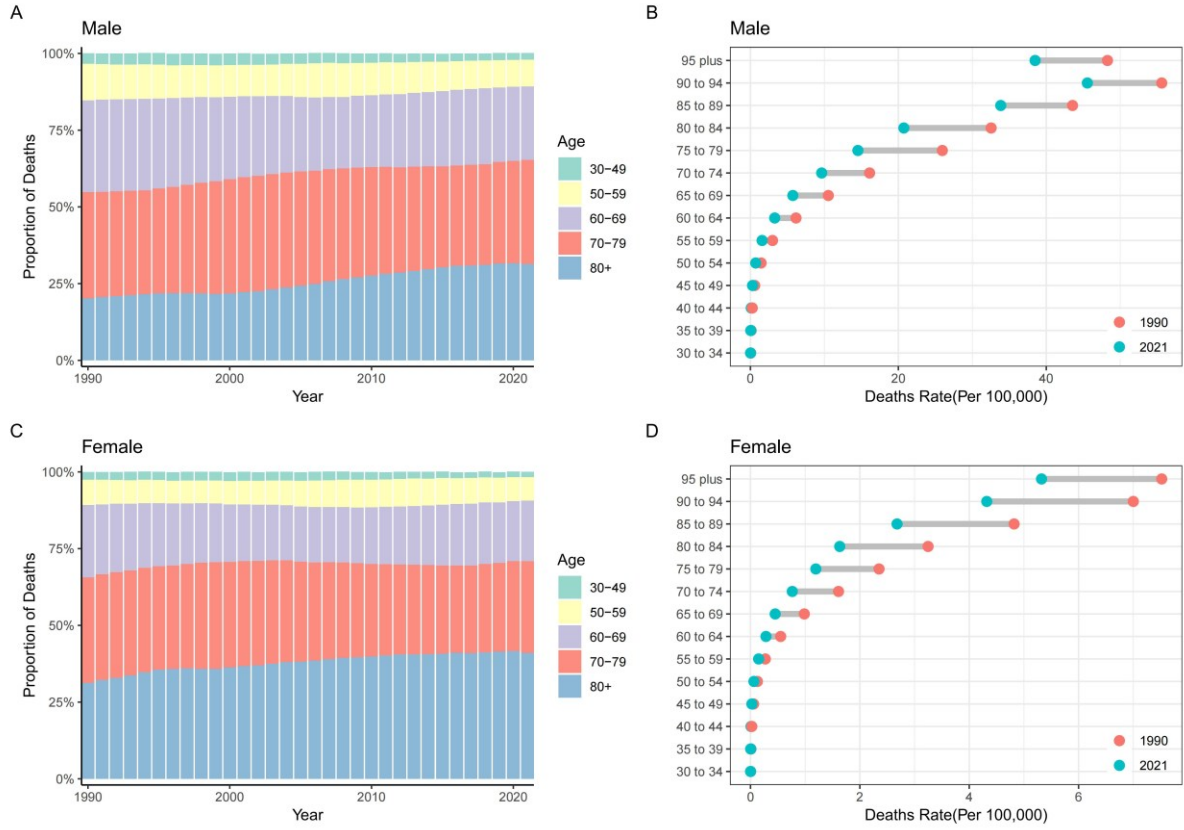 A
Male
100%
75%
50%
25%
0%
Proportion of Deaths
1990
2000
2010
2020
Year
Age
30−49
50−59
60−69
70−79
80+
B
Male
95 plus
90 to 94
85 to 89
80 to 84
75 to 79
70 to 74
65 to 69
60 to 64
55 to 59
50 to 54
45 to 49
40 to 44
35 to 39
30 to 34
1990
2021
0
20
40
Deaths Rate(Per 100,000)
C
Female
100%
75%
50%
25%
0%
Proportion of Deaths
1990
2000
2010
2020
Year
Age
30−49
50−59
60−69
70−79
80+
D
Female
95 plus
90 to 94
85 to 89
80 to 84
75 to 79
70 to 74
65 to 69
60 to 64
55 to 59
50 to 54
45 to 49
40 to 44
35 to 39
30 to 34
1990
2021
0
2
4
6
Deaths Rate(Per 100,000)